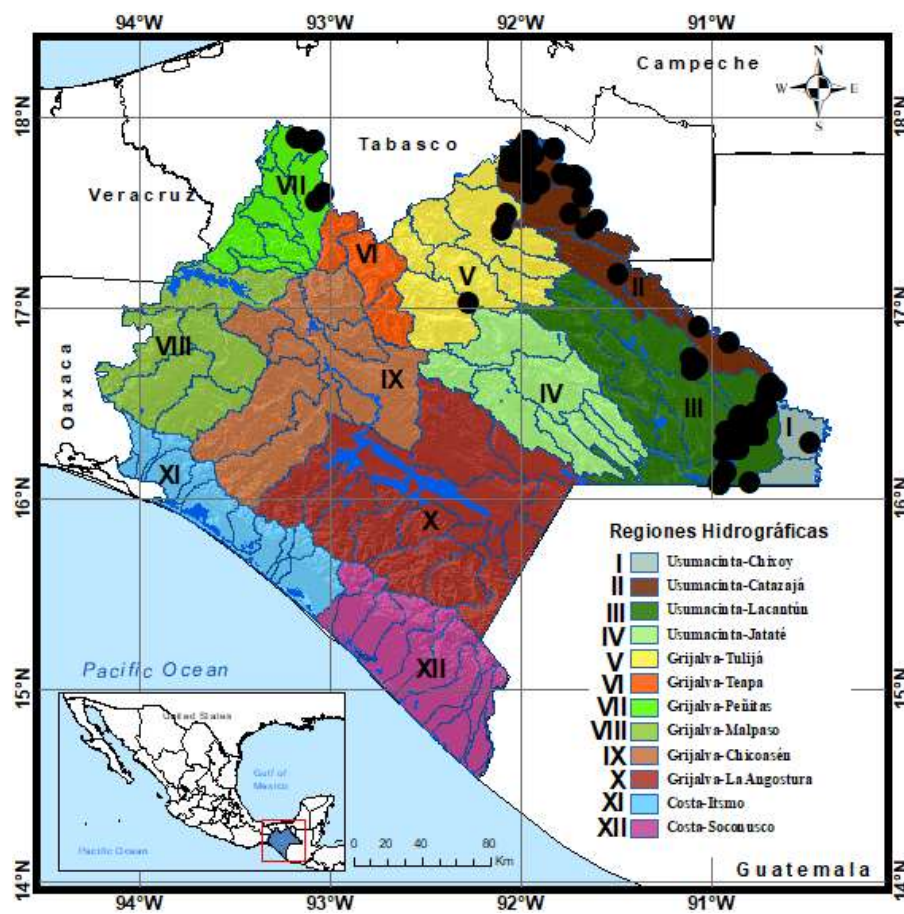 94°W 93°W 92°W 91°W
Campeche
N
W E
S
18°N 18°N
Tabasco
Veracruz
VII
VI
V
II
17°N 17°N
VIII
IX
IV
III
I
Oaxaca
XI
16°N 16°N
X
Regiones Hidrográficas
I Usumacinta-Chixoy
II Usumacinta-Catazajá
III Usumacinta-Lacantún
IV Usumacinta-Jataté
V Grijalva-Tulijá
VI Grijalva-Teapa
VII Grijalva-Peñitas
VIII Grijalva-Malpaso
IX Grijalva-Chicoasén
X Grijalva-La Angostura
XI Costa-Itsmo
XII Costa-Soconusco
XII
15°N 15°N
Pacific Ocean
United States
Gulf of
Mexico
Pacific Ocean
0 20 40 60 80
Km
Guatemala
14°N 14°N
94°W 93°W 92°W 91°W